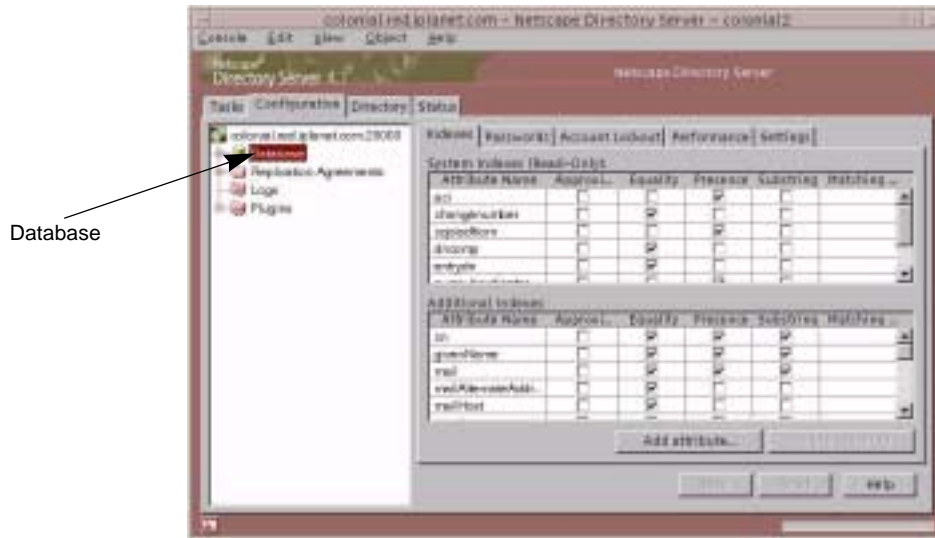 colonial.red.iplanet.com - Netscape Directory Server - colonial2
Console Edit View Object Help
Netscape
Directory Server 4.1
Netscape Directory Server
Tasks Configuration Directory Status
colonial.red.iplanet.com:20000
Database
Replication Agreements
Logs
Plugins
Indexes Passwords Account Lockout Performance Settings
System Indexes (Read-Only)
Attribute Name Approxi... Equality Presence Substring Matching ...
aci
changenumber
copiedfrom
dncomp
entrydn
Additional Indexes
Attribute Name Approxi... Equality Presence Substring Matching ...
cn
givenName
mail
mailAlternateAddr...
mailHost
Add attribute...
Help
Database